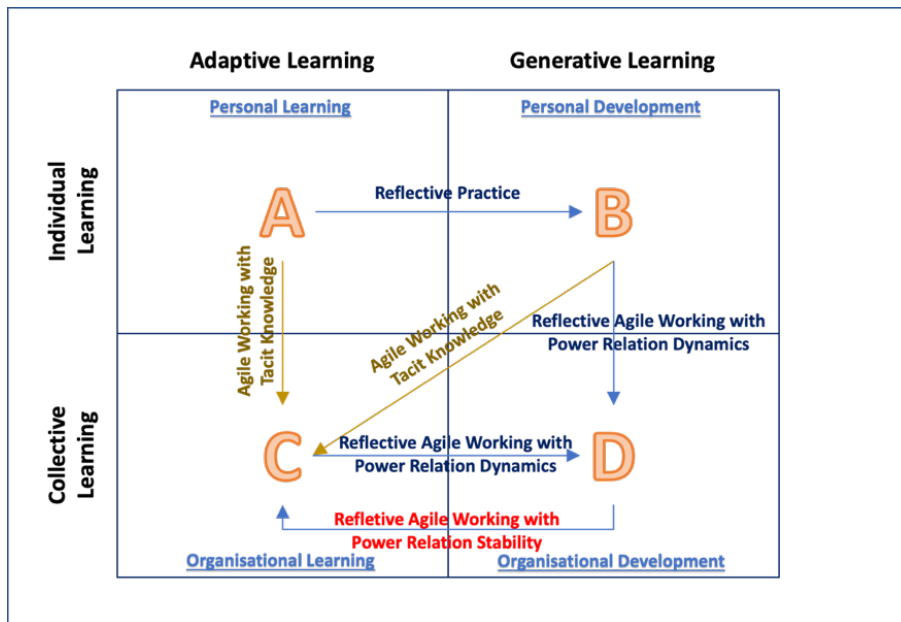 Adaptive Learning
Generative Learning
Personal Learning
Personal Development
Individual
Learning
Reflective Practice
A
B
Agile Working with
Tacit Knowledge
Agile Working with
Tacit Knowledge
Reflective Agile Working with
Power Relation Dynamics
Collective
Learning
C
Reflective Agile Working with
Power Relation Dynamics
D
Refletive Agile Working with
Power Relation Stability
Organisational Learning
Organisational Development